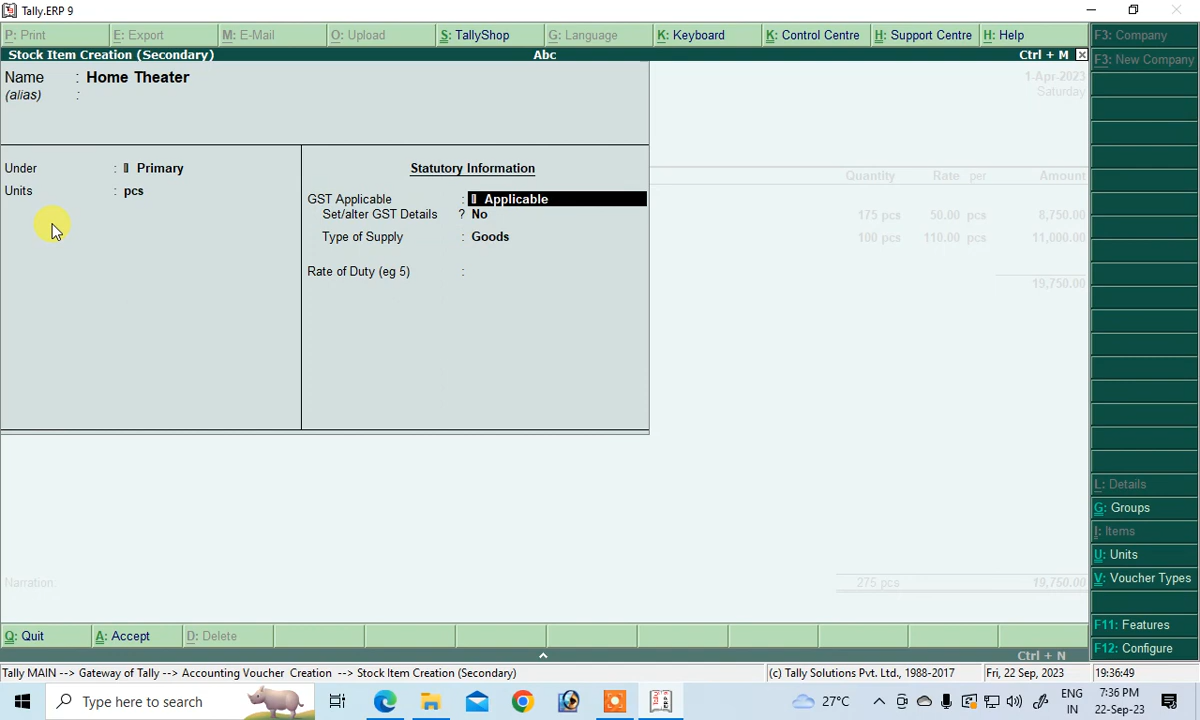 Tally.ERP 9
P: Print E: Export M: E-Mail O: Upload S: TallyShop G: Language K: Keyboard K: Control Centre H: Support Centre H: Help
F3: Company
F3: New Company
Stock Item Creation (Secondary) Abc Ctrl + M
Name : Home Theater
(alias) :
1-Apr-2023
Saturday
Under : Primary
Units : pcs
Statutory Information
GST Applicable : Applicable
Set/alter GST Details ? No
Type of Supply : Goods
Rate of Duty (eg 5) :
Quantity Rate per Amount
175 pcs 50.00 pcs 8,750.00
100 pcs 110.00 pcs 11,000.00
19,750.00
L: Details
G: Groups
I: Items
U: Units
V: Voucher Types
F11: Features
F12: Configure
Narration 275 pcs 19,750.00
Q: Quit A: Accept D: Delete
Ctrl + N
Tally MAIN --> Gateway of Tally --> Accounting Voucher Creation --> Stock Item Creation (Secondary) (c) Tally Solutions Pvt. Ltd., 1988-2017 Fri, 22 Sep, 2023 19:36:49
Type here to search 27°C ENG IN 7:36 PM 22-Sep-23